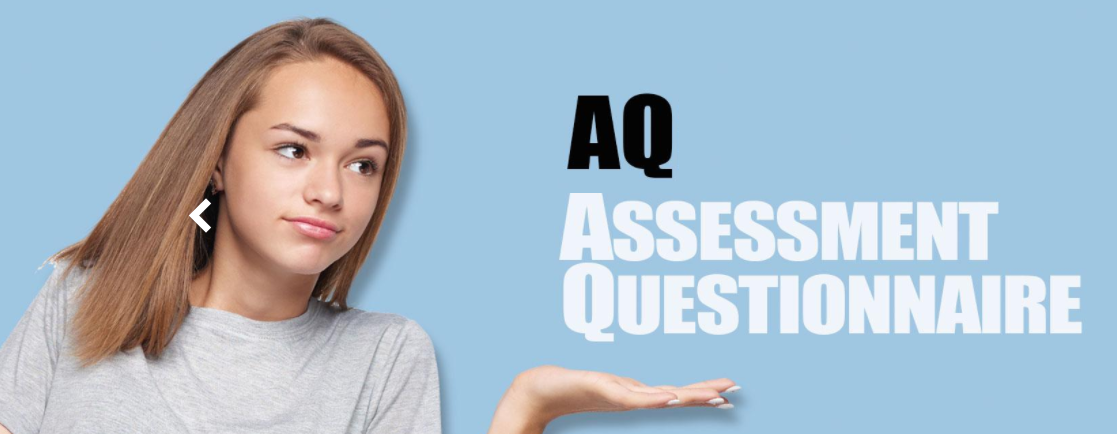 AQ
ASSESSMENT
QUESTIONNAIRE